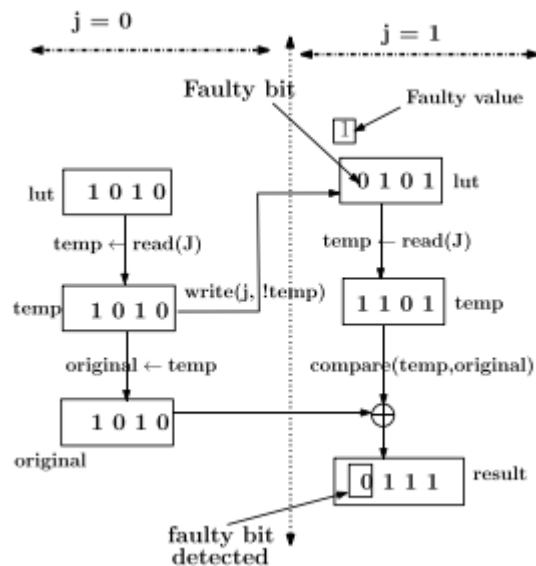 j = 0
j = 1
Faulty bit
Faulty value
1
lut
1 0 1 0
0 1 0 1
lut
temp ← read(J)
temp ← read(J)
temp
1 0 1 0
write(j, !temp)
1 1 0 1
temp
original ← temp
compare(temp,original)
1 0 1 0
original
0 1 1 1
result
faulty bit
detected